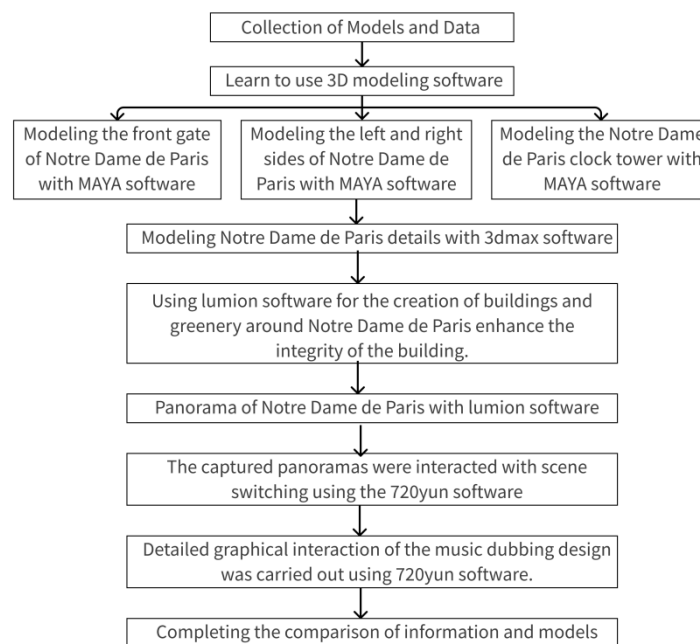 Collection of Models and Data
Learn to use 3D modeling software
Modeling the front gate
of Notre Dame de Paris
with MAYA software
Modeling the left and right
sides of Notre Dame de
Paris with MAYA software
Modeling the Notre Dame
de Paris clock tower with
MAYA software
Modeling Notre Dame de Paris details with 3dmax software
Using lumion software for the creation of buildings and
greenery around Notre Dame de Paris enhance the
integrity of the building.
Panorama of Notre Dame de Paris with lumion software
The captured panoramas were interacted with scene
switching using the 720yun software
Detailed graphical interaction of the music dubbing design
was carried out using 720yun software.
Completing the comparison of information and models